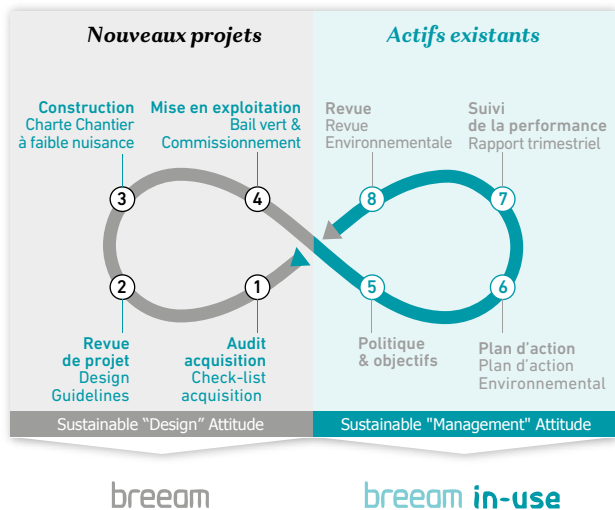 Nouveaux projets
Actifs existants
Construction
Charte Chantier
à faible nuisance
Mise en exploitation
Bail vert &
Commissionnement
Revue
Revue
Environnementale
Suivi
de la performance
Rapport trimestriel
3
4
8
7
2
1
5
6
Revue
de projet
Design
Guidelines
Audit
acquisition
Check-list
acquisition
Politique
& objectifs
Plan d'action
Plan d'action
Environnemental
Sustainable “Design” Attitude
Sustainable "Management" Attitude
breeam
breeam in-use